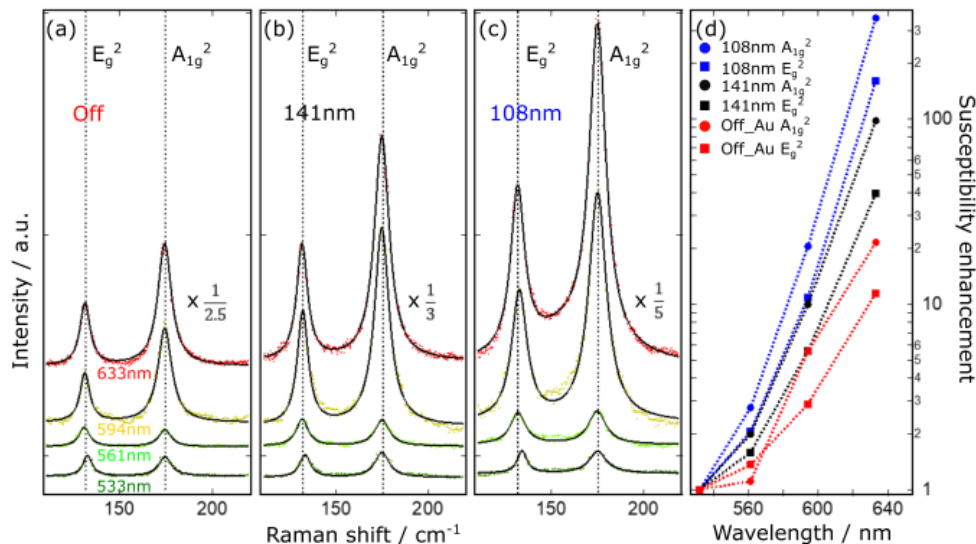 (a)
E_g^2
A_1g^2
Off
× 1/2.5
633nm
594nm
561nm
533nm
150
200
(b)
E_g^2
A_1g^2
141nm
× 1/3
150
200
(c)
E_g^2
A_1g^2
108nm
× 1/5
150
200
Intensity / a.u.
Raman shift / cm^-1
(d)
108nm A_1g^2
108nm E_g^2
141nm A_1g^2
141nm E_g^2
Off_Au A_1g^2
Off_Au E_g^2
3
2
100
6
5
4
3
2
10
6
5
4
3
2
1
560
600
640
Wavelength / nm
Susceptibility enhancement